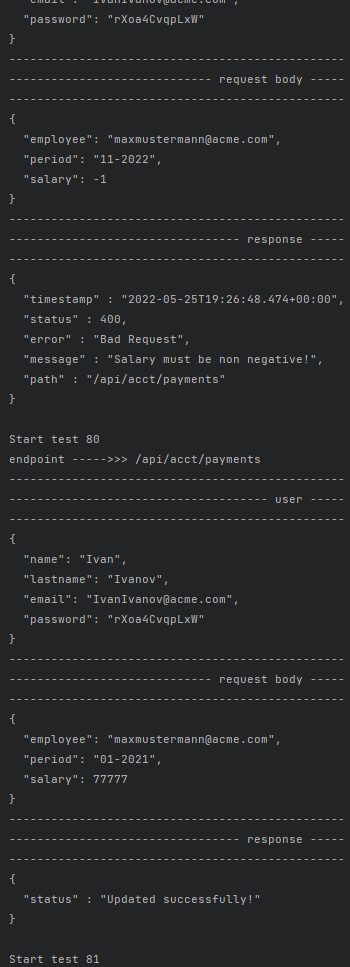 "email": "IvanIvanov@acme.com",
"password": "rXoa4CvqpLxW"
}
------------------------------------------------
----------------------------- request body -----
------------------------------------------------
{
"employee": "maxmustermann@acme.com",
"period": "11-2022",
"salary": -1
}
------------------------------------------------
--------------------------------- response -----
------------------------------------------------
{
"timestamp" : "2022-05-25T19:26:48.474+00:00",
"status" : 400,
"error" : "Bad Request",
"message" : "Salary must be non negative!",
"path" : "/api/acct/payments"
}
Start test 80
endpoint ----->>> /api/acct/payments
------------------------------------------------
------------------------------------- user -----
------------------------------------------------
{
"name": "Ivan",
"lastname": "Ivanov",
"email": "IvanIvanov@acme.com",
"password": "rXoa4CvqpLxW"
}
------------------------------------------------
----------------------------- request body -----
------------------------------------------------
{
"employee": "maxmustermann@acme.com",
"period": "01-2021",
"salary": 77777
}
------------------------------------------------
--------------------------------- response -----
------------------------------------------------
{
"status" : "Updated successfully!"
}
Start test 81